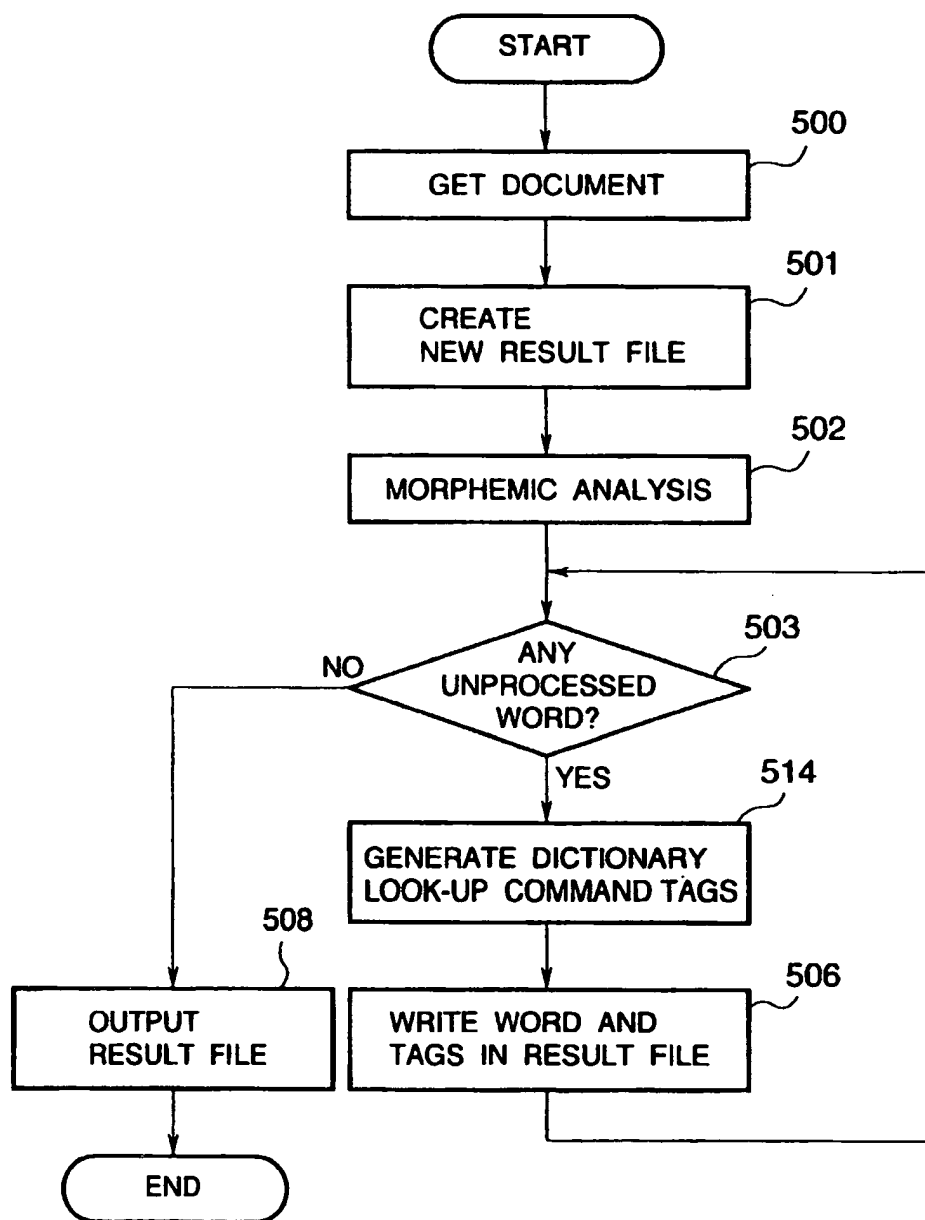 START
500
GET DOCUMENT
501
CREATE
NEW RESULT FILE
502
MORPHEMIC ANALYSIS
503
ANY
UNPROCESSED
WORD?
NO
YES
514
GENERATE DICTIONARY
LOOK-UP COMMAND TAGS
508
OUTPUT
RESULT FILE
506
WRITE WORD AND
TAGS IN RESULT FILE
END